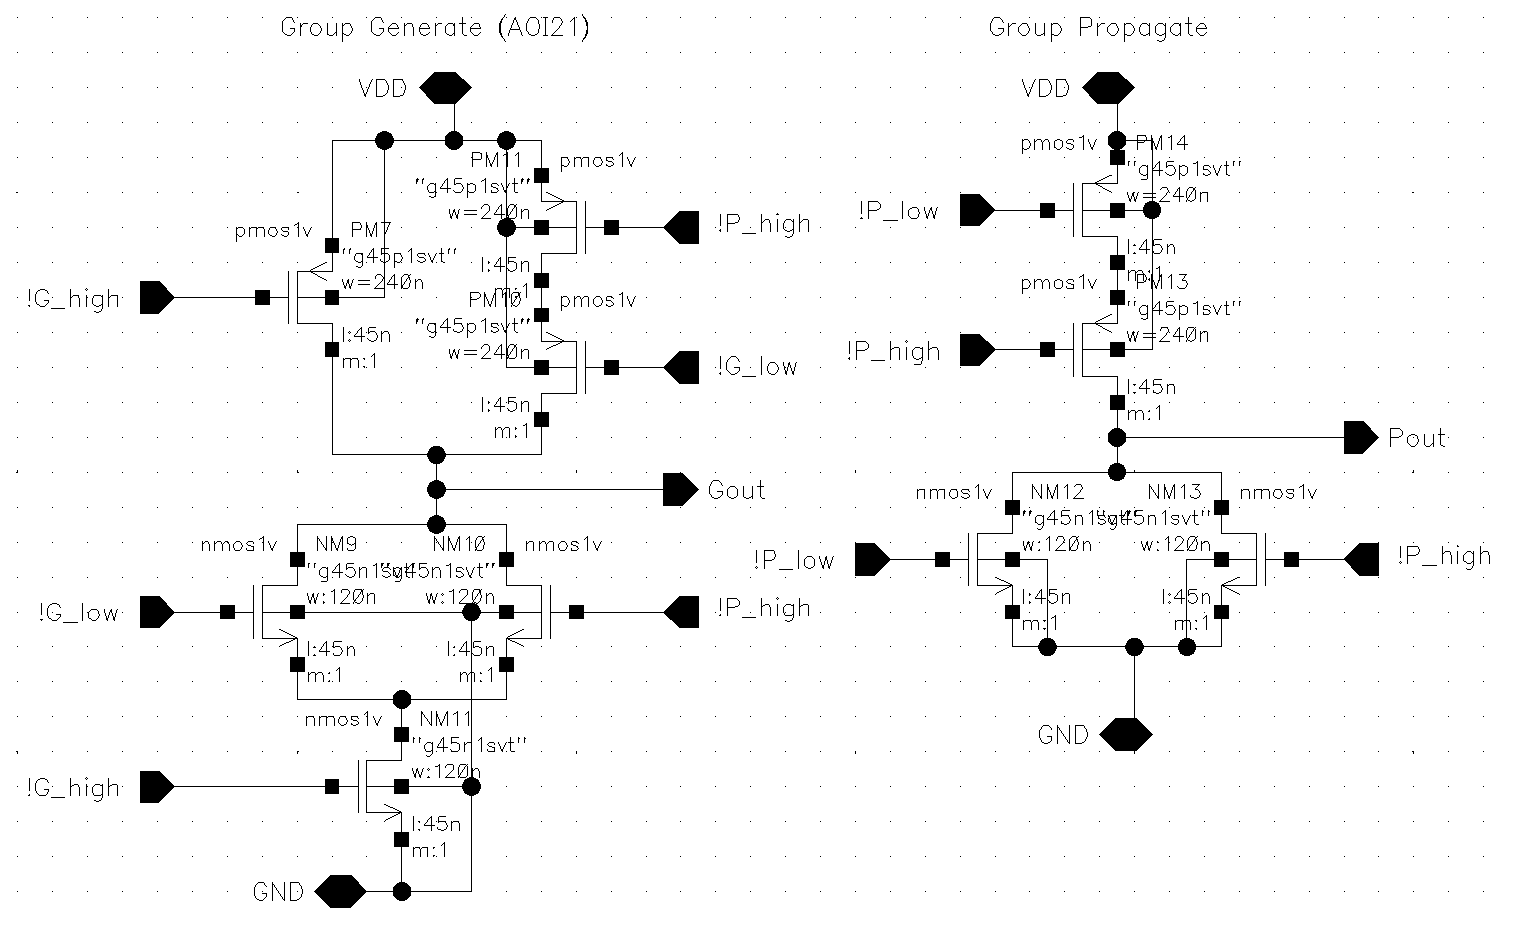 Group Generate (AOI21)
VDD
PM11
pmos1v
"g45p1svt"
w=240n
!P_high
l:45n
m:1
pmos1v
PM7
"g45p1svt"
w=240n
!G_high
l:45n
m:1
PM10
pmos1v
"g45p1svt"
w=240n
!G_low
l:45n
m:1
Gout
nmos1v
NM9
"g45n1svt"
w:120n
!G_low
l:45n
m:1
NM10
nmos1v
"g45n1svt"
w:120n
!P_high
l:45n
m:1
nmos1v
NM11
"g45n1svt"
w:120n
!G_high
l:45n
m:1
GND
Group Propagate
VDD
pmos1v
PM14
"g45p1svt"
w=240n
!P_low
l:45n
m:1
pmos1v
PM13
"g45p1svt"
w=240n
!P_high
l:45n
m:1
Pout
nmos1v
NM12
"g45n1svt"
w:120n
!P_low
l:45n
m:1
NM13
nmos1v
"g45n1svt"
w:120n
!P_high
l:45n
m:1
GND